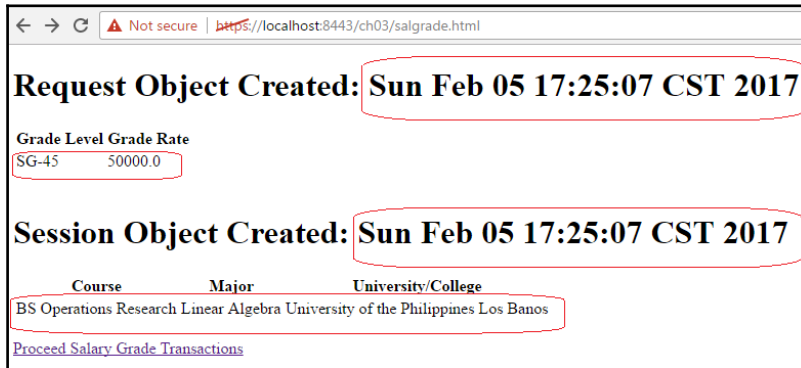 Not secure | https://localhost:8443/ch03/salgrade.html
Request Object Created: Sun Feb 05 17:25:07 CST 2017
Grade Level Grade Rate
SG-45 50000.0
Session Object Created: Sun Feb 05 17:25:07 CST 2017
Course Major University/College
BS Operations Research Linear Algebra University of the Philippines Los Banos
Proceed Salary Grade Transactions